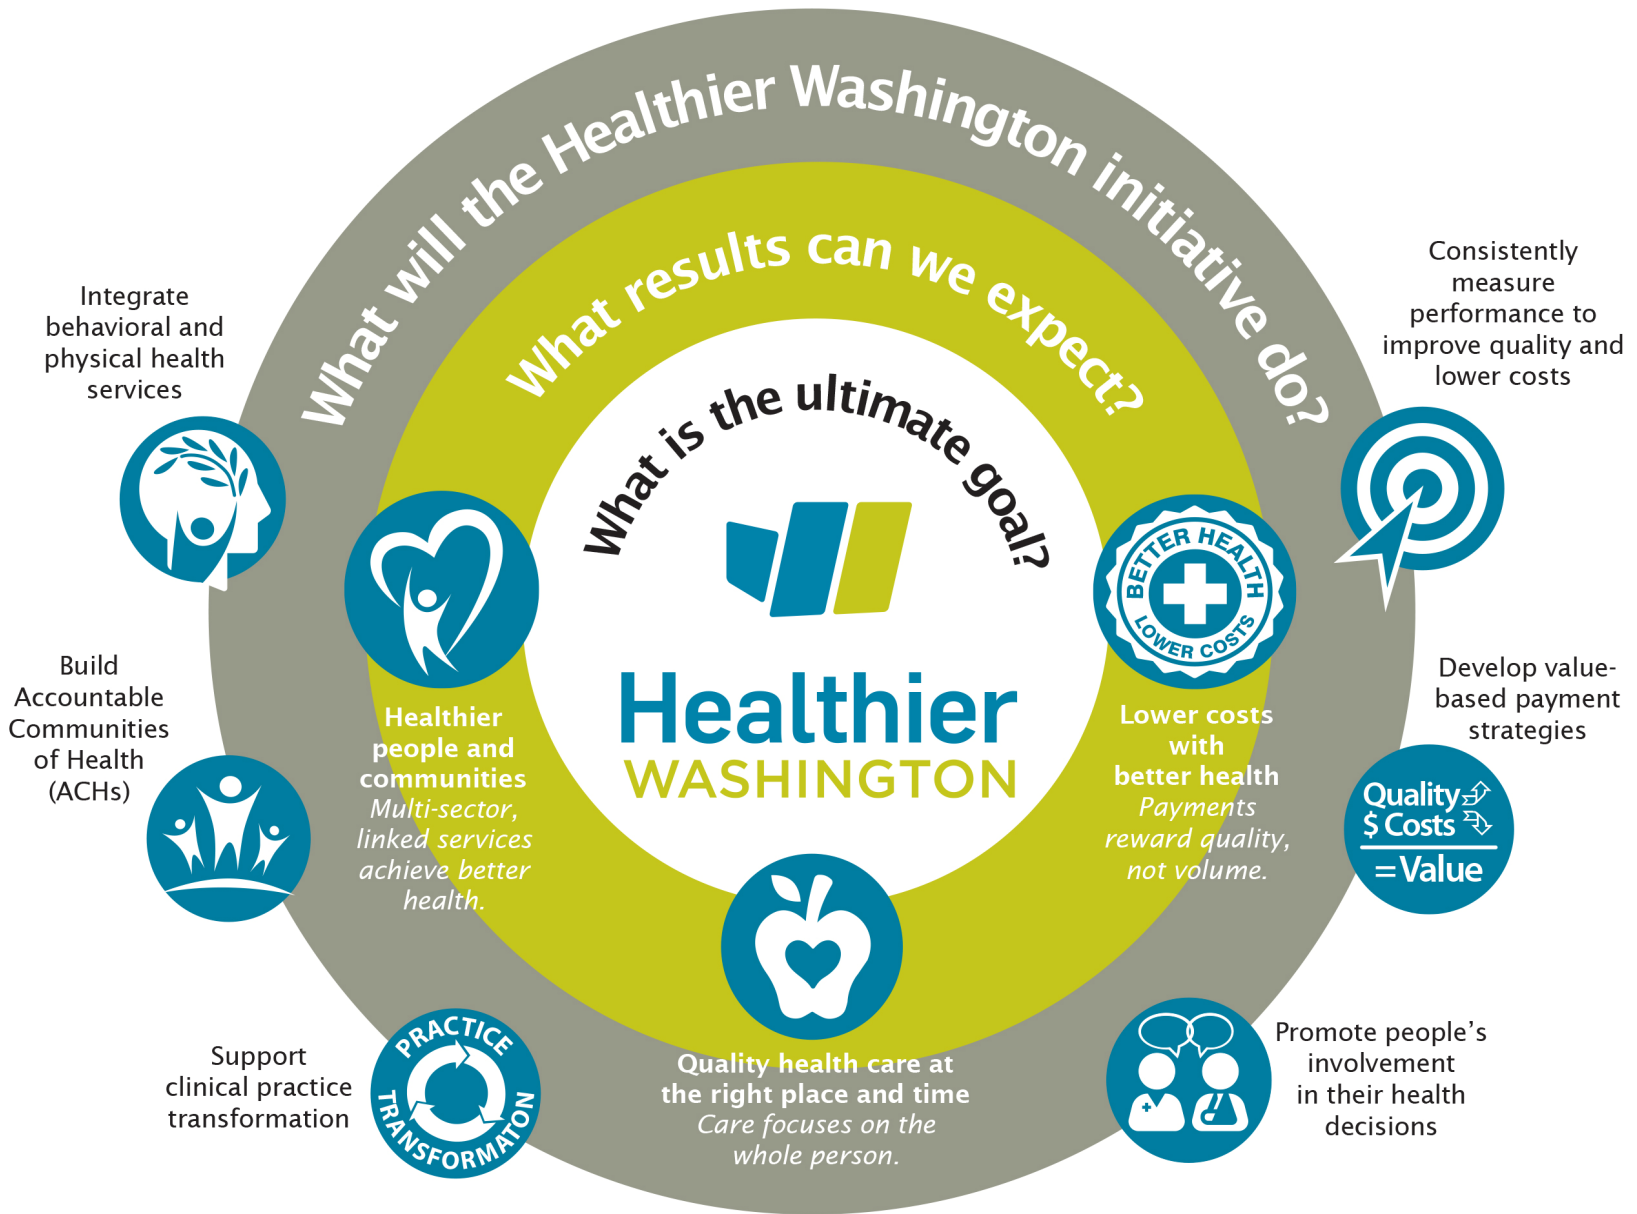 What will the Healthier Washington initiative do?
What results can we expect?
What is the ultimate goal?
Healthier
WASHINGTON
Integrate
behavioral and
physical health
services
Build
Accountable
Communities
of Health
(ACHs)
Support
clinical practice
transformation
PRACTICE
TRANSFORMATON
Healthier
people and
communities
Multi-sector,
linked services
achieve better
health.
Quality health care at
the right place and time
Care focuses on the
whole person.
BETTER HEALTH
LOWER COSTS
Lower costs
with
better health
Payments
reward quality,
not volume.
Consistently
measure
performance to
improve quality and
lower costs
Develop value-
based payment
strategies
Quality
$ Costs
= Value
Promote people’s
involvement
in their health
decisions